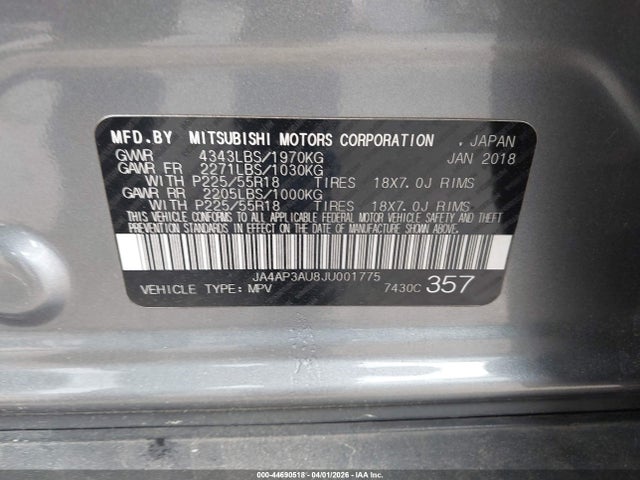 MFD.BY MITSUBISHI MOTORS CORPORATION . JAPAN
GVWR 4343LBS/1970KG JAN 2018
GAWR FR 2271LBS/1030KG
WITH P225/55R18 TIRES 18X7.0J RIMS
GAWR RR 2205LBS/1000KG
WITH P225/55R18 TIRES 18X7.0J RIMS
THIS VEHICLE CONFORMS TO ALL APPLICABLE FEDERAL MOTOR VEHICLE SAFETY AND THEFT
PREVENTION STANDARDS IN EFFECT ON THE DATE OF MANUFACTURE SHOWN ABOVE.
JA4AP3AU8JU001775
VEHICLE TYPE: MPV 7430C 357
000-44690518 - 04/01/2026 - IAAI.COM